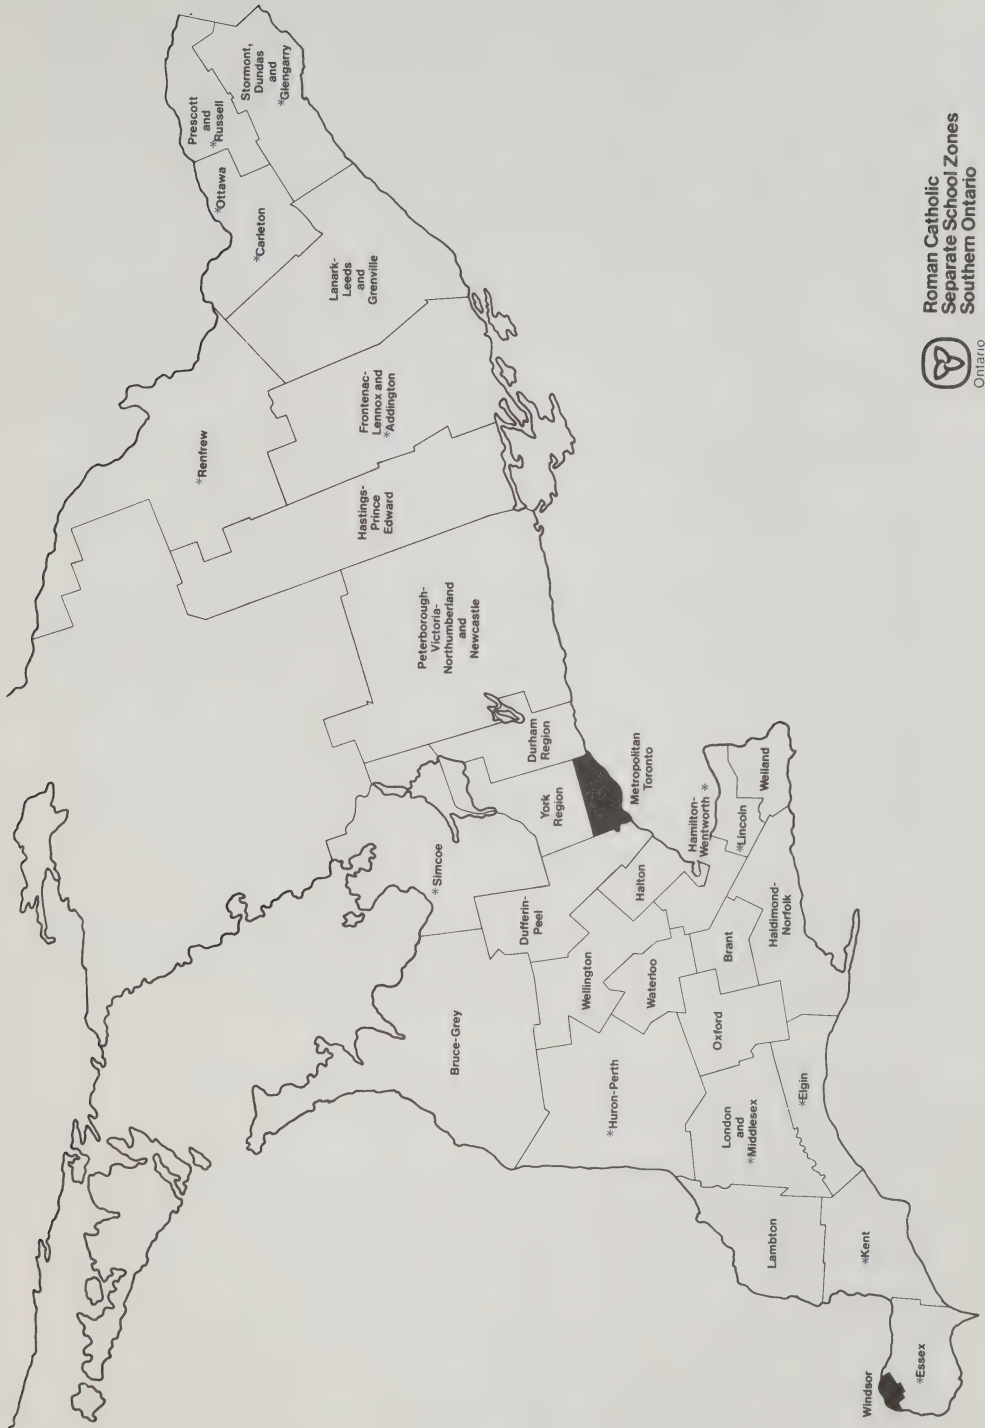 Roman Catholic
Separate School Zones
Southern Ontario
Ontario
Stormont,
Dundas
and
*Glengarry
Prescott
and
*Russell
*Ottawa
*Carleton
Lanark-
Leeds
and
Grenville
Frontenac-
Lennox and
*Addington
*Renfrew
Hastings-
Prince
Edward
Peterborough-
Victoria-
Northumberland
and
Newcastle
Durham
Region
York
Region
Metropolitan
Toronto
*Simcoe
Dufferin-
Peel
Halton
Hamilton-
Wentworth *
*Lincoln
Welland
Haldimond-
Norfolk
Brant
Waterloo
Wellington
Bruce-Grey
*Huron-Perth
Oxford
London
and
*Middlesex
*Elgin
Lambton
*Kent
Windsor
*Essex